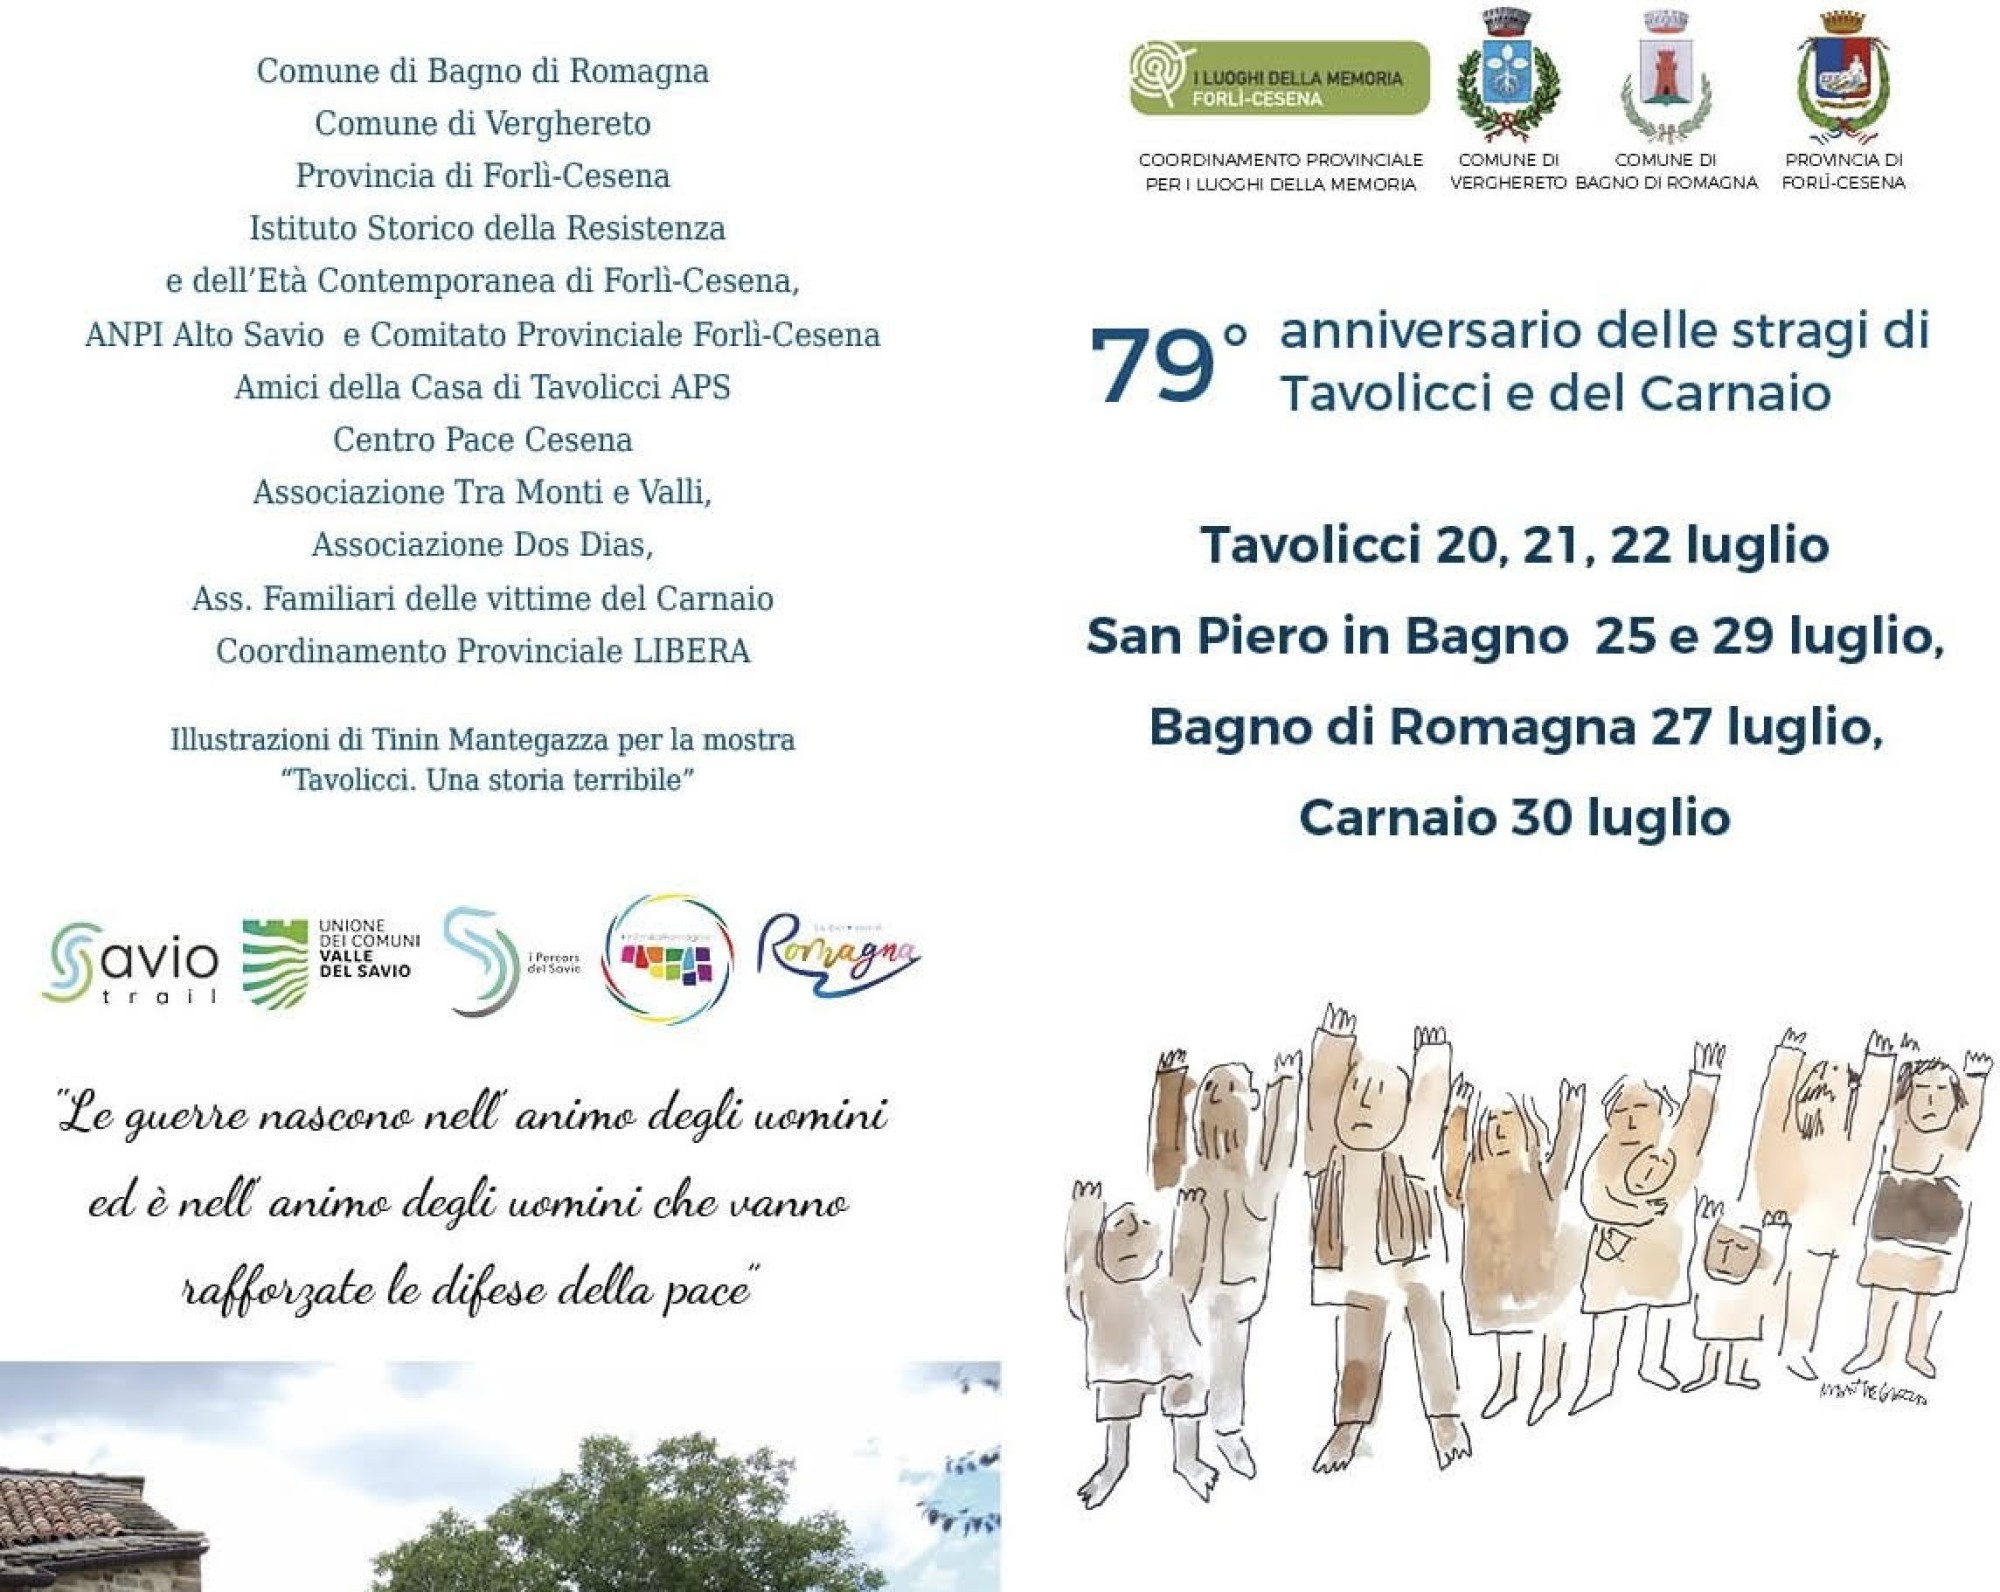 Comune di Bagno di Romagna
Comune di Verghereto
Provincia di Forlì-Cesena
Istituto Storico della Resistenza
e dell’Età Contemporanea di Forlì-Cesena,
ANPI Alto Savio e Comitato Provinciale Forlì-Cesena
Amici della Casa di Tavolicci APS
Centro Pace Cesena
Associazione Tra Monti e Valli,
Associazione Dos Dias,
Ass. Familiari delle vittime del Carnaio
Coordinamento Provinciale LIBERA
Illustrazioni di Tinin Mantegazza per la mostra
“Tavolicci. Una storia terribile”
Savio
trail
UNIONE
DEI COMUNI
VALLE
DEL SAVIO
i Percors
del Savio
Romagna
"Le guerre nascono nell' animo degli uomini
ed è nell' animo degli uomini che vanno
rafforzate le difese della pace"
I LUOGHI DELLA MEMORIA
FORLÌ-CESENA
COORDINAMENTO PROVINCIALE
PER I LUOGHI DELLA MEMORIA
COMUNE DI
VERGHERETO
COMUNE DI
BAGNO DI ROMAGNA
PROVINCIA DI
FORLÌ-CESENA
79° anniversario delle stragi di
Tavolicci e del Carnaio
Tavolicci 20, 21, 22 luglio
San Piero in Bagno 25 e 29 luglio,
Bagno di Romagna 27 luglio,
Carnaio 30 luglio